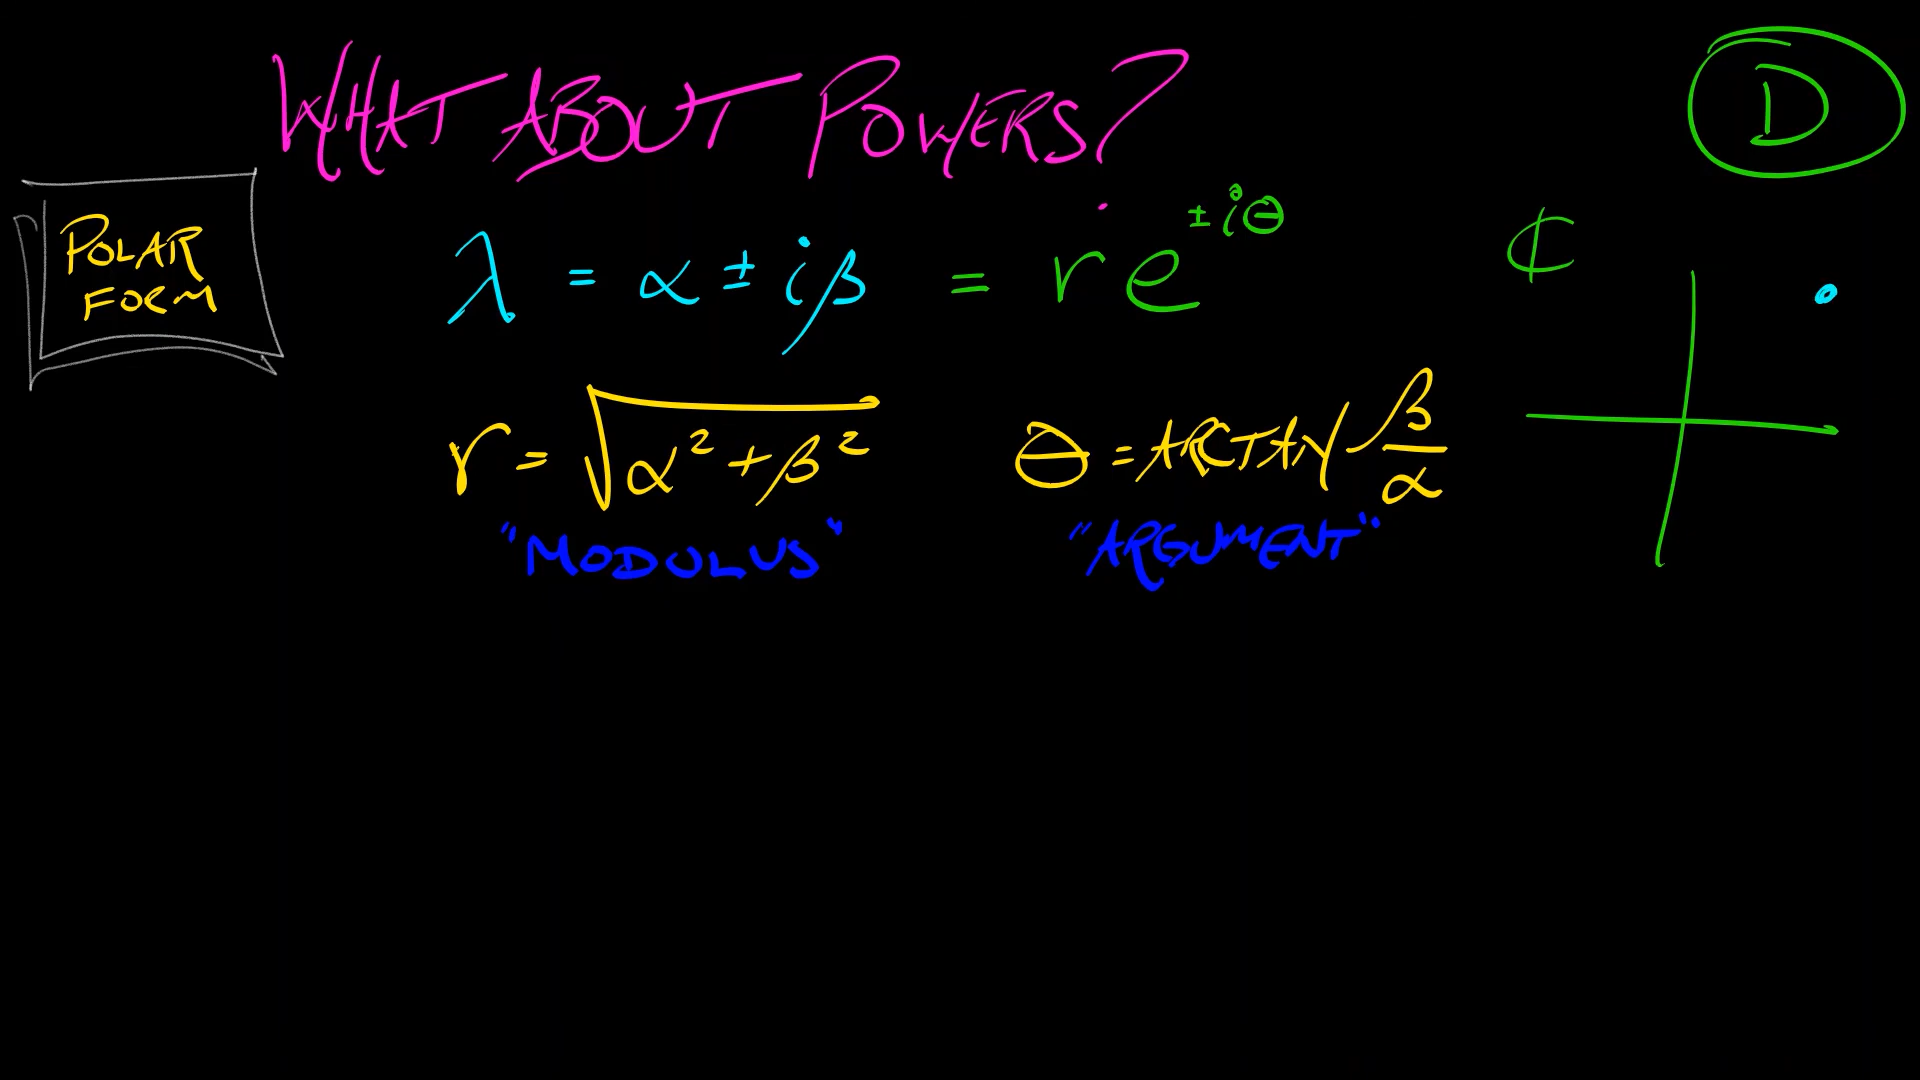 WHAT ABOUT POWERS?
D
POLAR
FORM
λ = α ± iβ = re^{±iθ}
ℂ
r = √(α² + β²)
θ = ARCTAN β/α
"MODULUS"
"ARGUMENT"